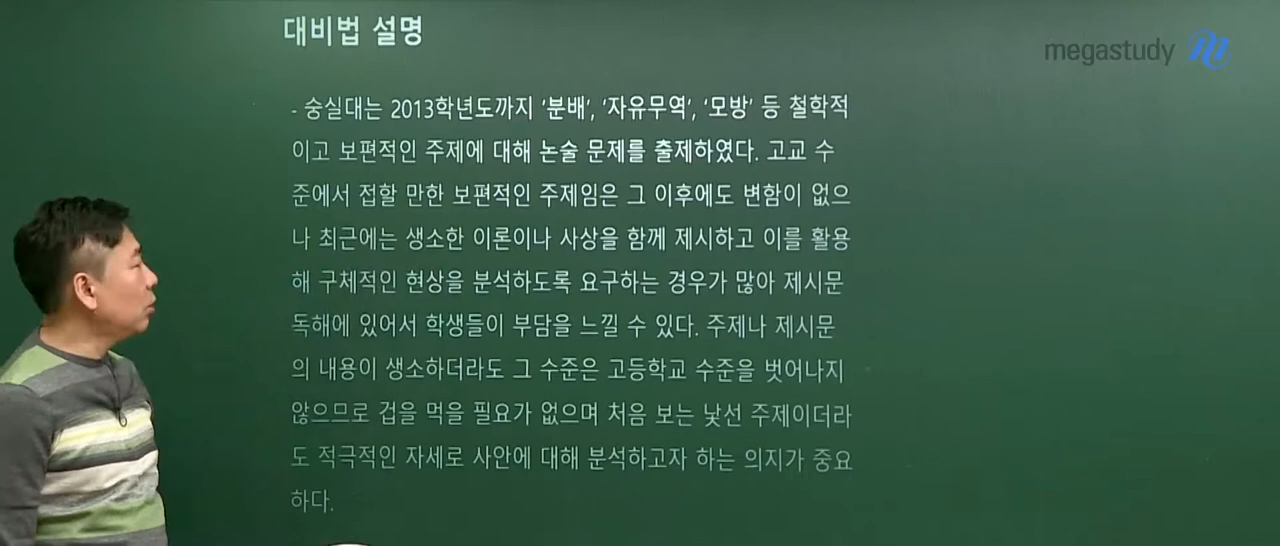 대비법 설명
megastudy
- 숭실대는 2013학년도까지 ‘분배’, ‘자유무역’, ‘모방’ 등 철학적
이고 보편적인 주제에 대해 논술 문제를 출제하였다. 고교 수
준에서 접할 만한 보편적인 주제임은 그 이후에도 변함이 없으
나 최근에는 생소한 이론이나 사상을 함께 제시하고 이를 활용
해 구체적인 현상을 분석하도록 요구하는 경우가 많아 제시문
독해에 있어서 학생들이 부담을 느낄 수 있다. 주제나 제시문
의 내용이 생소하더라도 그 수준은 고등학교 수준을 벗어나지
않으므로 겁을 먹을 필요가 없으며 처음 보는 낯선 주제이더라
도 적극적인 자세로 사안에 대해 분석하고자 하는 의지가 중요
하다.